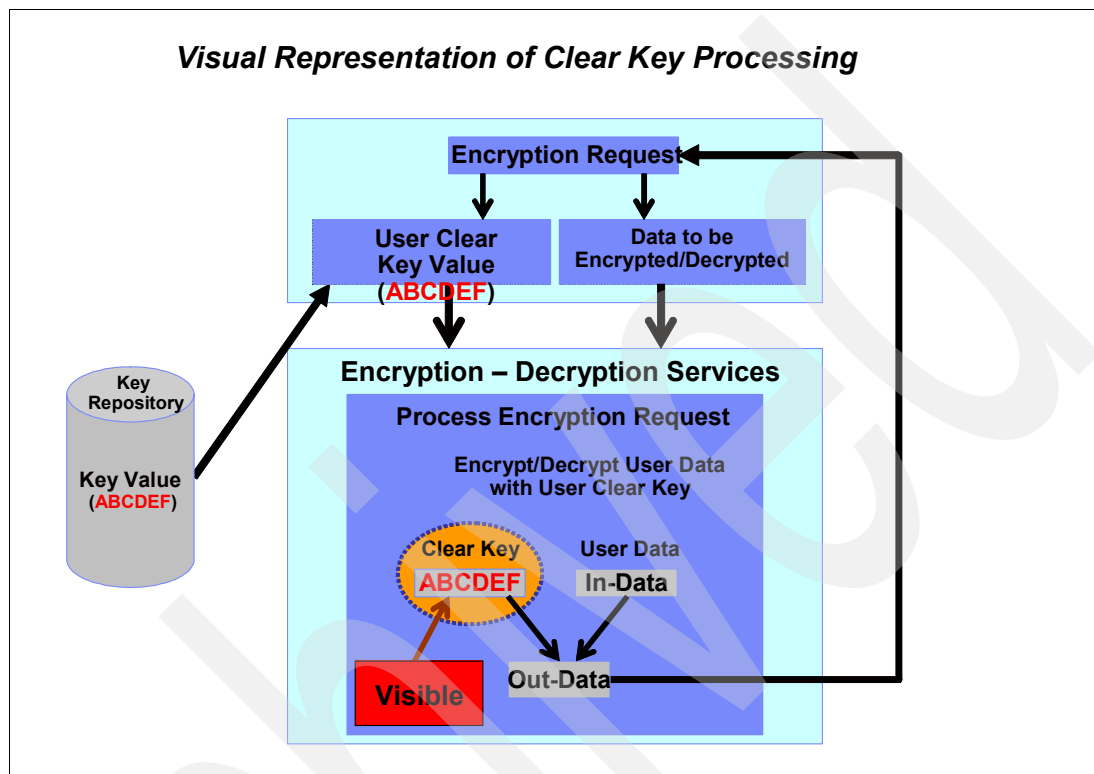 Visual Representation of Clear Key Processing
Encryption Request
User Clear
Key Value
(ABCDEF)
Data to be
Encrypted/Decrypted
Key
Repository
Key Value
(ABCDEF)
Encryption – Decryption Services
Process Encryption Request
Encrypt/Decrypt User Data
with User Clear Key
Clear Key
ABCDEF
User Data
In-Data
Visible
Out-Data